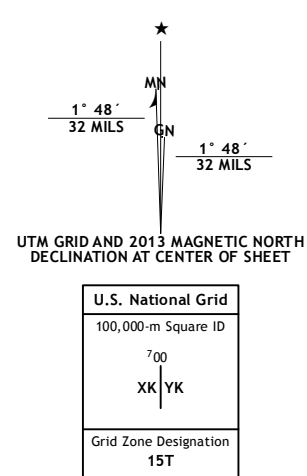 ★
MN
1° 48´
32 MILS
GN
1° 48´
32 MILS
UTM GRID AND 2013 MAGNETIC NORTH
DECLINATION AT CENTER OF SHEET
U.S. National Grid
100,000-m Square ID
⁷00
XK YK
Grid Zone Designation
15T